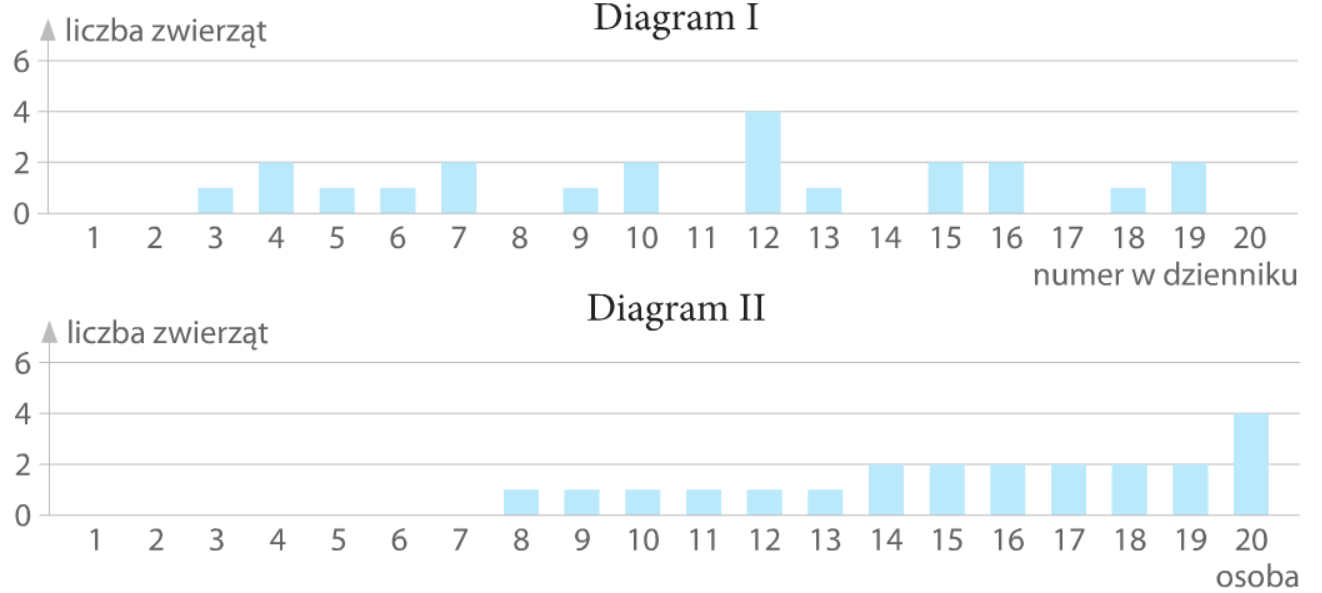 Diagram I
liczba zwierząt
6
4
2
0
1 2 3 4 5 6 7 8 9 10 11 12 13 14 15 16 17 18 19 20
numer w dzienniku
Diagram II
liczba zwierząt
6
4
2
0
1 2 3 4 5 6 7 8 9 10 11 12 13 14 15 16 17 18 19 20
osoba